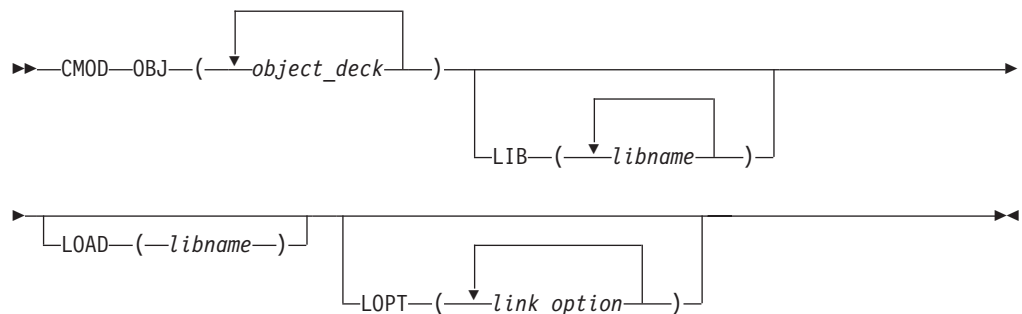 CMOD OBJ ( object_deck )
LIB ( libname )
LOAD ( libname )
LOPT ( link option )